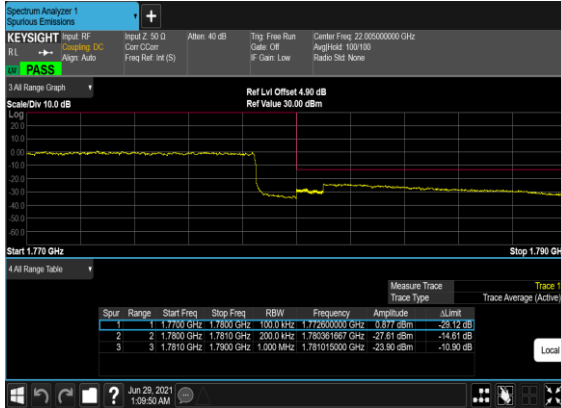 Spectrum Analyzer 1
Spurious Emissions
KEYSIGHT
RL
Input: RF
Coupling: DC
Align: Auto
Input Z: 50 Ω
Corr CCorr
Freq Ref: Int (S)
Atten: 40 dB
Trig: Free Run
Gate: Off
IF Gain: Low
Center Freq: 22.005000000 GHz
Avg|Hold: 100/100
Radio Std: None
PASS
3 All Range Graph
Ref Lvl Offset 4.90 dB
Scale/Div 10.0 dB
Ref Value 30.00 dBm
Log
20.0
10.0
0.00
-10.0
-20.0
-30.0
-40.0
-50.0
-60.0
Start 1.770 GHz
Stop 1.790 GHz
4 All Range Table
Measure Trace Trace 1
Trace Type Trace Average (Active)
Spur Range Start Freq Stop Freq RBW Frequency Amplitude ΔLimit
1 1 1.7700 GHz 1.7800 GHz 100.0 kHz 1.772600000 GHz 0.877 dBm -29.12 dB
2 2 1.7800 GHz 1.7810 GHz 200.0 kHz 1.780361667 GHz -27.61 dBm -14.61 dB
3 3 1.7810 GHz 1.7900 GHz 1.000 MHz 1.781015000 GHz -23.90 dBm -10.90 dB
Local
?
Jun 29, 2021
1:09:50 AM